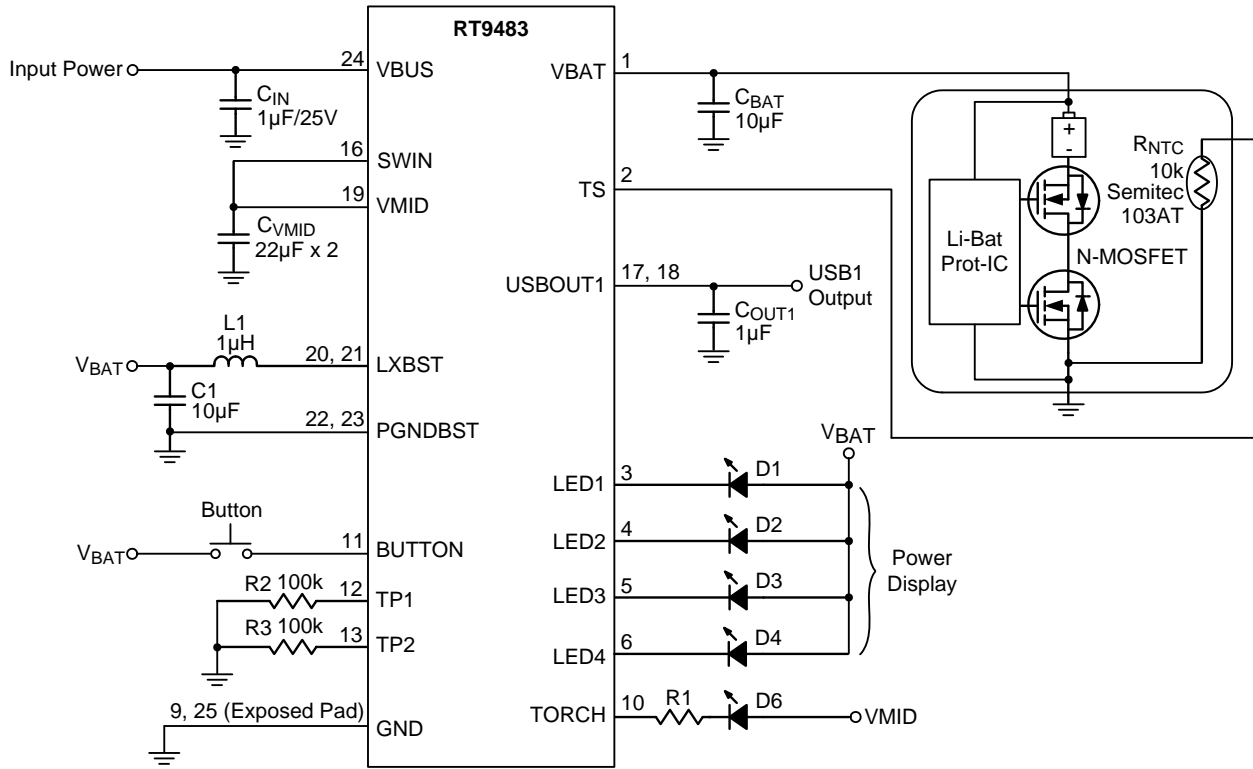 RT9483
Input Power
24
VBUS
CIN
1µF/25V
16
SWIN
19
VMID
CVMID
22µF x 2
L1
1µH
VBAT
20, 21
LXBST
C1
10µF
22, 23
PGNDBST
Button
VBAT
11
BUTTON
R2 100k
12
TP1
R3 100k
13
TP2
9, 25 (Exposed Pad)
GND
VBAT
1
CBAT
10µF
TS
2
USBOUT1
17, 18
USB1
Output
COUT1
1µF
+
-
RNTC
10k
Semitec
103AT
Li-Bat
Prot-IC
N-MOSFET
VBAT
LED1
3
D1
LED2
4
D2
LED3
5
D3
LED4
6
D4
Power
Display
TORCH
10
R1
D6
VMID